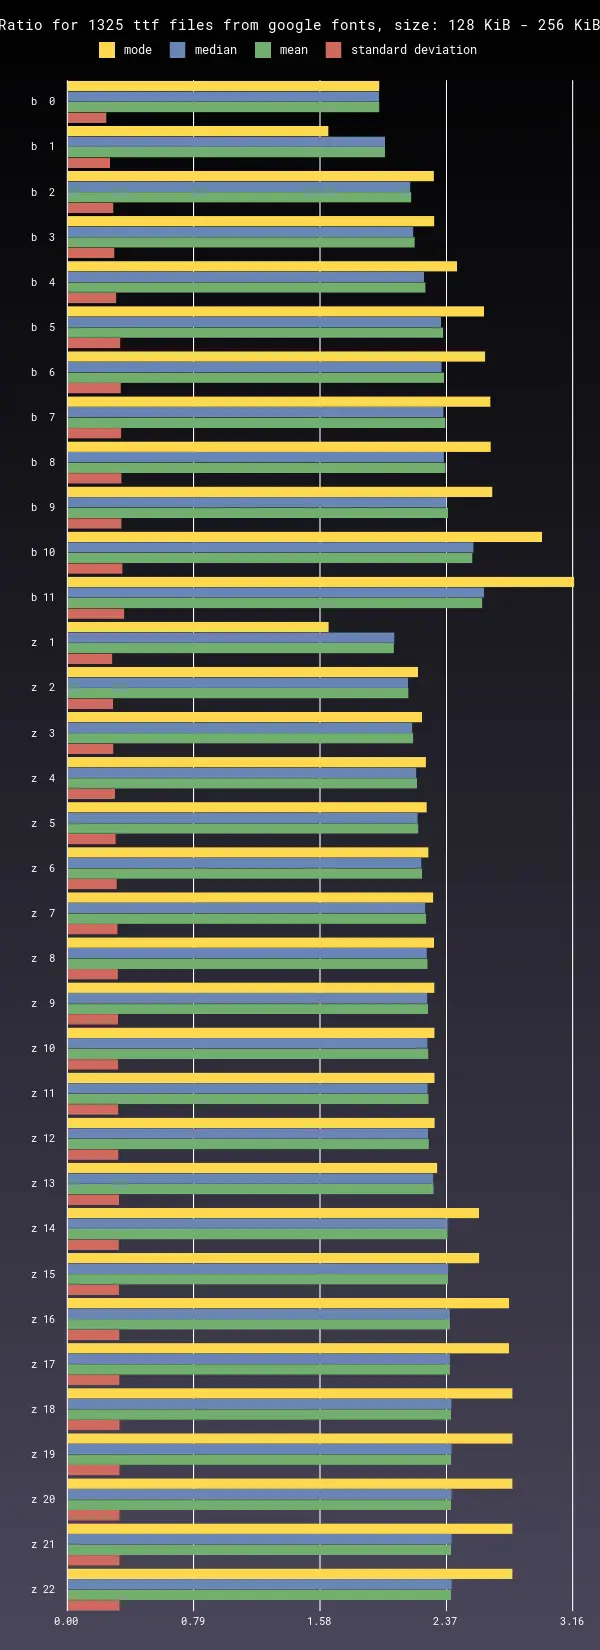 Ratio for 1325 ttf files from google fonts, size: 128 KiB - 256 KiB
mode median mean standard deviation
b 0
b 1
b 2
b 3
b 4
b 5
b 6
b 7
b 8
b 9
b 10
b 11
z 1
z 2
z 3
z 4
z 5
z 6
z 7
z 8
z 9
z 10
z 11
z 12
z 13
z 14
z 15
z 16
z 17
z 18
z 19
z 20
z 21
z 22
0.00 0.79 1.58 2.37 3.16